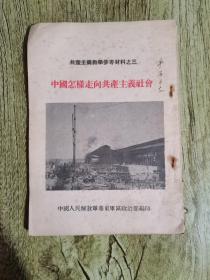 共產主義教學參考材料之三
中國怎樣走向共產主義社會
中國人民解放軍華東軍區政治部編印